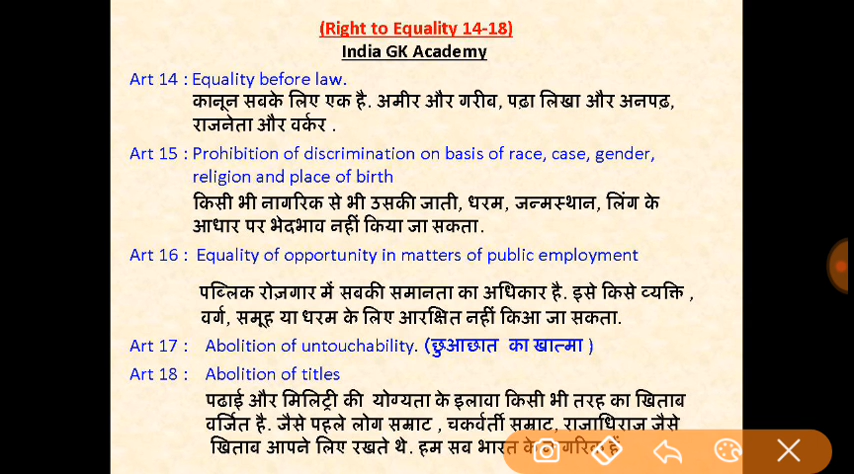 (Right to Equality 14-18)
India GK Academy
Art 14 : Equality before law.
कानून सबके लिए एक है. अमीर और गरीब, पढ़ा लिखा और अनपढ़,
राजनेता और वर्कर .
Art 15 : Prohibition of discrimination on basis of race, case, gender,
religion and place of birth
किसी भी नागरिक से भी उसकी जाती, धरम, जन्मस्थान, लिंग के
आधार पर भेदभाव नहीं किया जा सकता.
Art 16 : Equality of opportunity in matters of public employment
पब्लिक रोज़गार में सबकी समानता का अधिकार है. इसे किसे व्यक्ति ,
वर्ग, समूह या धरम के लिए आरक्षित नहीं किआ जा सकता.
Art 17 : Abolition of untouchability. (छुआछात का खात्मा )
Art 18 : Abolition of titles
पढाई और मिलिट्री की योग्यता के इलावा किसी भी तरह का खिताब
वर्जित है. जैसे पहले लोग सम्राट , चकवर्ती सम्राट, राजाधिराज जैसे
खिताब आपने लिए रखते थे. हम सब भारत के